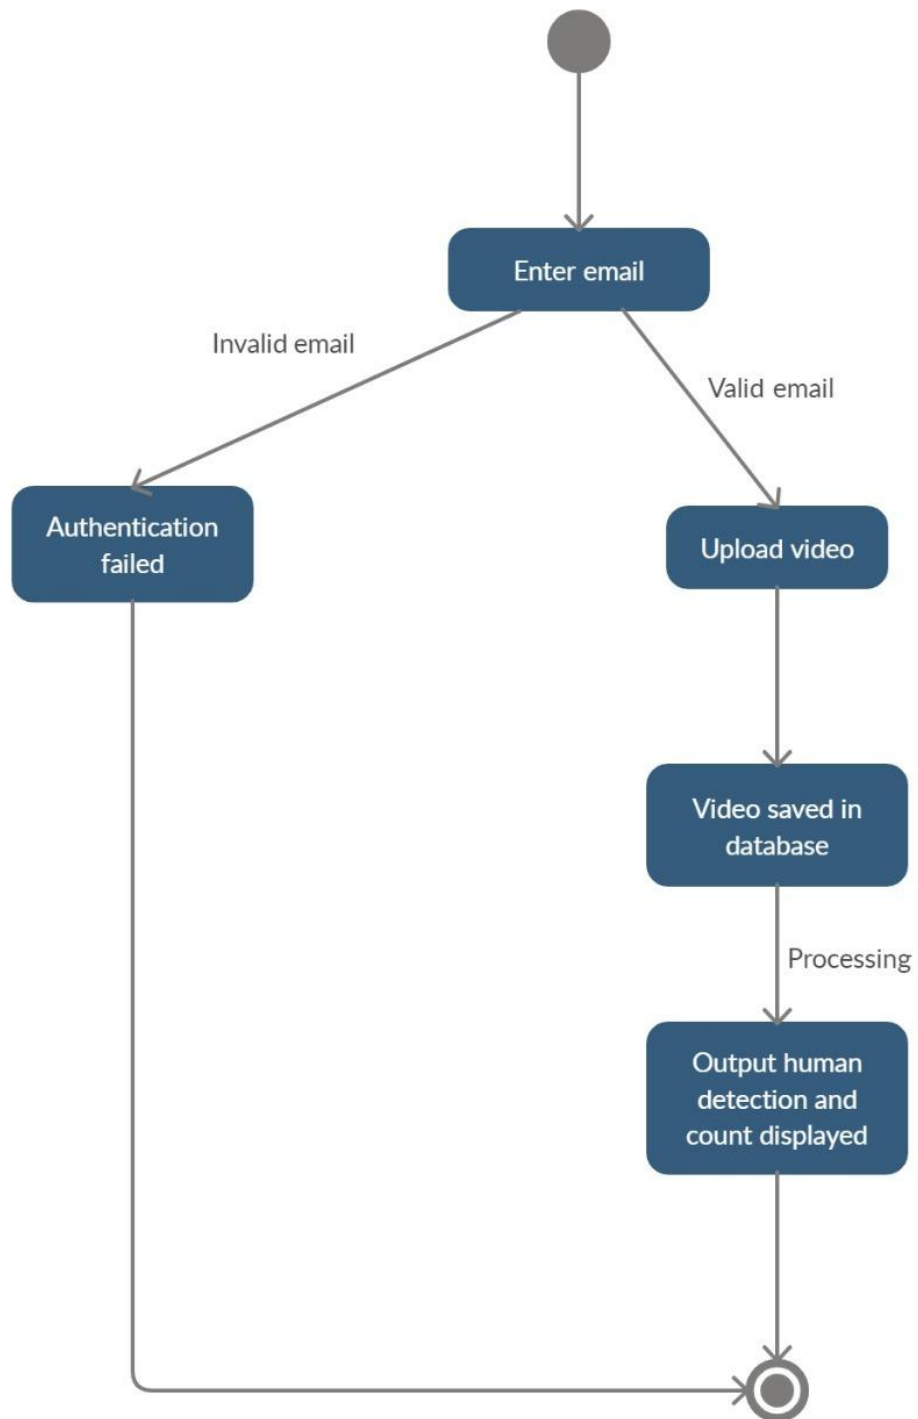 Enter email
Invalid email
Valid email
Authentication
failed
Upload video
Video saved in
database
Processing
Output human
detection and
count displayed